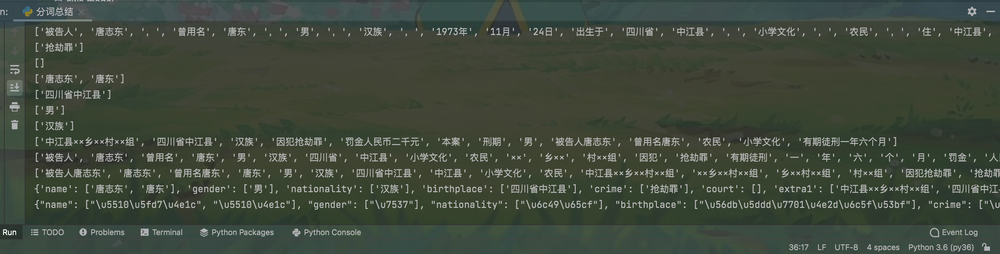 n: 分词总结
['被告人', '唐志东', '，', '曾用名', '唐东', '，', '男', '，', '汉族', '，', '1973年', '11月', '24日', '出生于', '四川省', '中江县', '，', '小学文化', '，', '农民', '，', '住', '中江县',
['抢劫罪']
[]
['唐志东', '唐东']
['四川省中江县']
['男']
['汉族']
['中江县××乡××村××组', '四川省中江县', '汉族', '因犯抢劫罪', '罚金人民币二千元', '本案', '刑期', '男', '被告人唐志东', '曾用名唐东', '农民', '小学文化', '有期徒刑一年六个月']
['被告人', '唐志东', '曾用名', '唐东', '男', '汉族', '四川省', '中江县', '小学文化', '农民', '××', '乡××', '村××组', '因犯', '抢劫罪', '有期徒刑', '一', '年', '六', '个', '月', '罚金', '人
['被告人唐志东', '唐志东', '曾用名唐东', '唐东', '男', '汉族', '四川省中江县', '中江县', '小学文化', '农民', '中江县××乡××村××组', '××乡××村××组', '乡××村××组', '村××组', '因犯抢劫罪', '抢劫罪
{'name': ['唐志东', '唐东'], 'gender': ['男'], 'nationality': ['汉族'], 'birthplace': ['四川省中江县'], 'crime': ['抢劫罪'], 'court': [], 'extra1': ['中江县××乡××村××组', '四川省中江
{"name": ["\u5510\u5fd7\u4e1c", "\u5510\u4e1c"], "gender": ["\u7537"], "nationality": ["\u6c49\u65cf"], "birthplace": ["\u56db\u5ddd\u7701\u4e2d\u6c5f\u53bf"], "crime": ["\u
Run TODO Problems Terminal Python Packages Python Console Event Log
36:17 LF UTF-8 4 spaces Python 3.6 (py36)